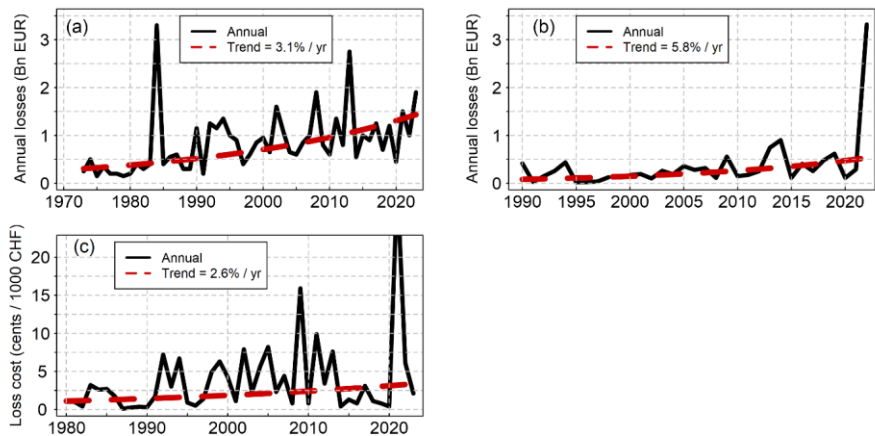 (a)
Annual
Trend = 3.1% / yr
Annual losses (Bn EUR)
3
2
1
0
1970
1980
1990
2000
2010
2020
(b)
Annual
Trend = 5.8% / yr
Annual losses (Bn EUR)
3
2
1
0
1990
1995
2000
2005
2010
2015
2020
(c)
Annual
Trend = 2.6% / yr
Loss cost (cents / 1000 CHF)
20
15
10
5
0
1980
1990
2000
2010
2020